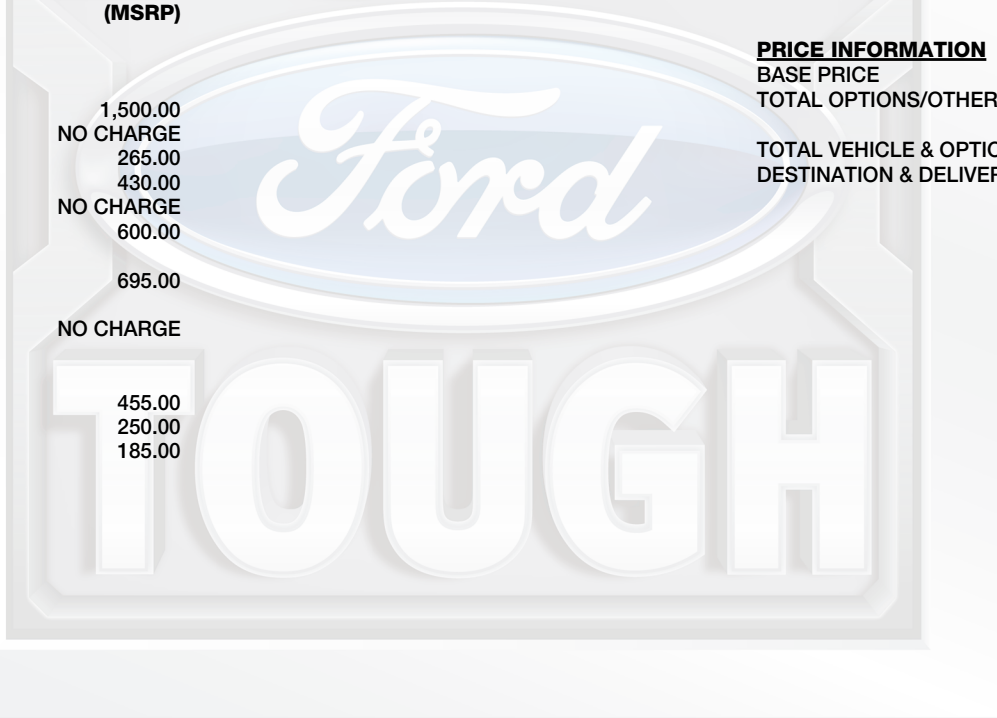 (MSRP)
1,500.00
NO CHARGE
265.00
430.00
NO CHARGE
600.00
695.00
NO CHARGE
455.00
250.00
185.00
PRICE INFORMATION
BASE PRICE
TOTAL OPTIONS/OTHER
TOTAL VEHICLE & OPTIO
DESTINATION & DELIVER
Ford
TOUGH